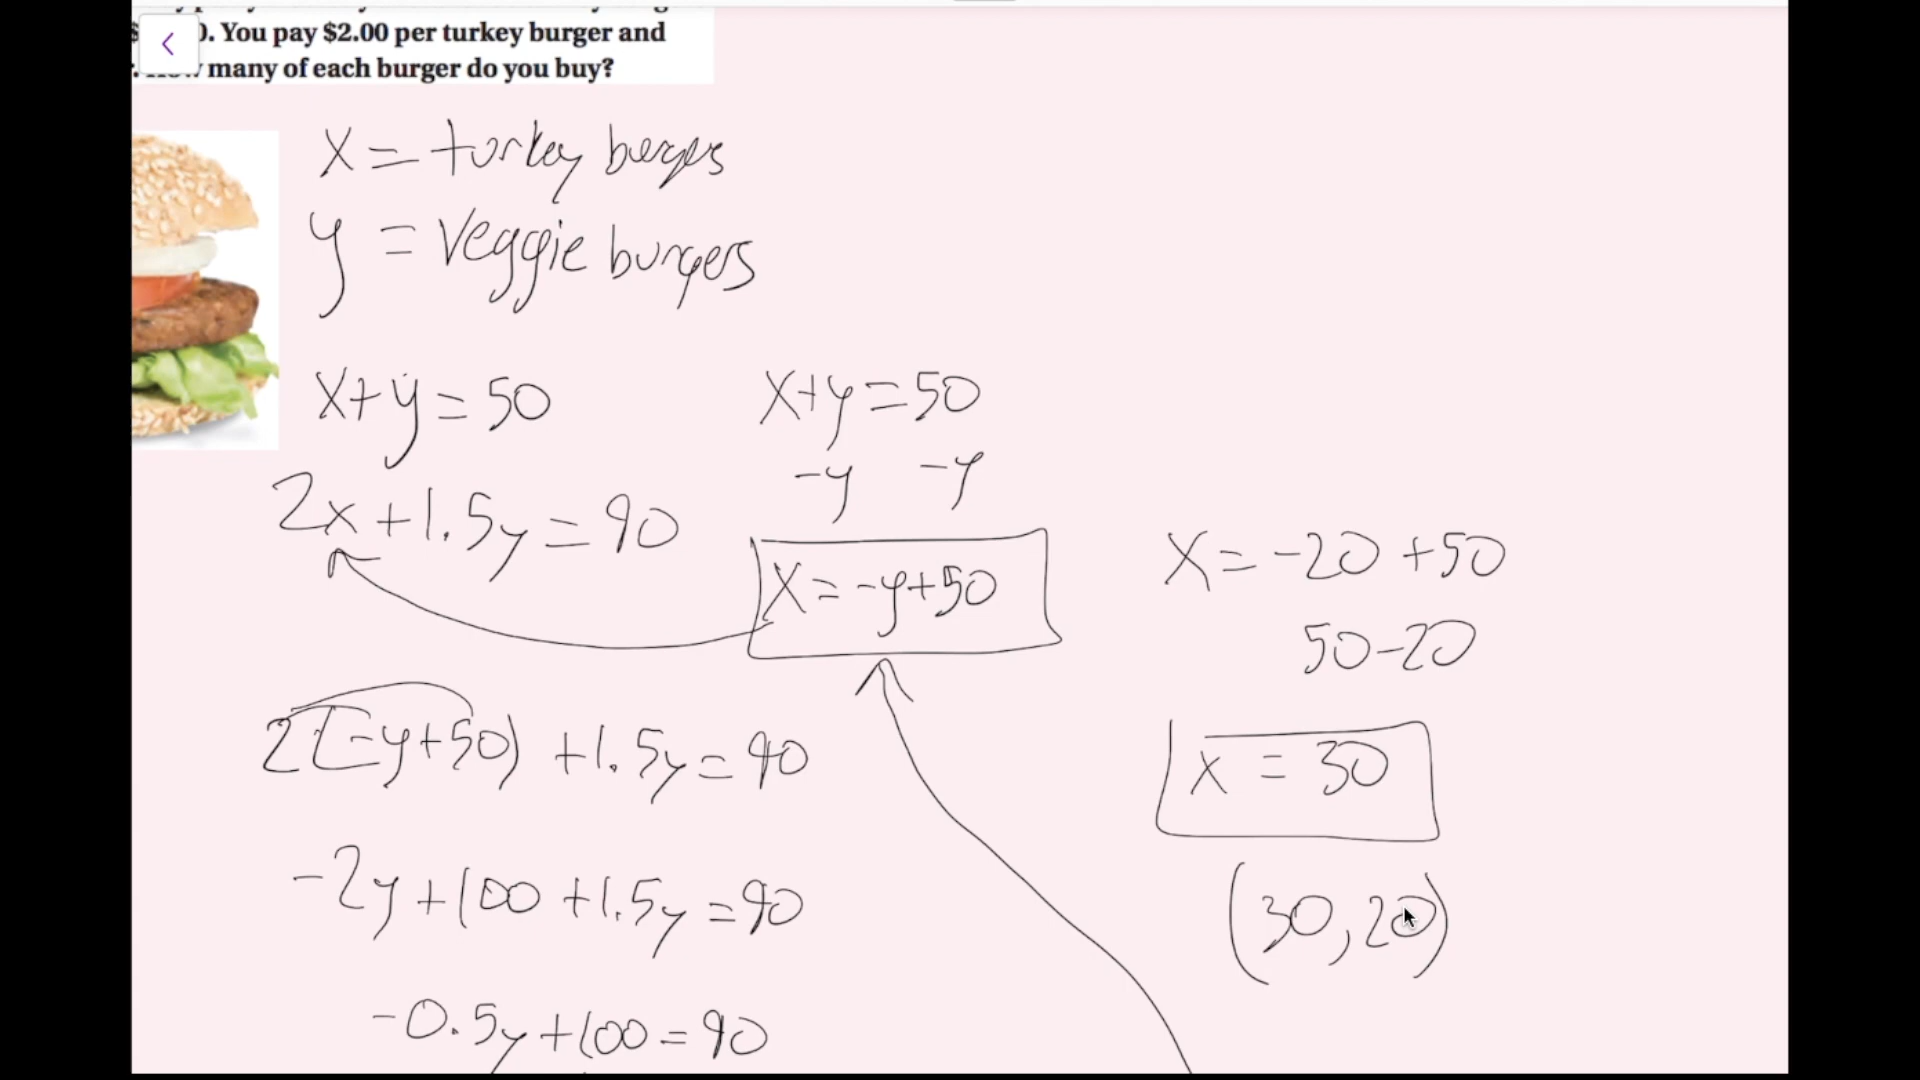 0. You pay $2.00 per turkey burger and
many of each burger do you buy?
x = turkey burgers
y = Veggie burgers
x+y=50
2x+1.5y=90
x+y=50
-y -y
x=-y+50
2(-y+50)+1.5y=90
-2y+100+1.5y=90
-0.5y+100=90
x=-20+50
50-20
x=30
(30,20)